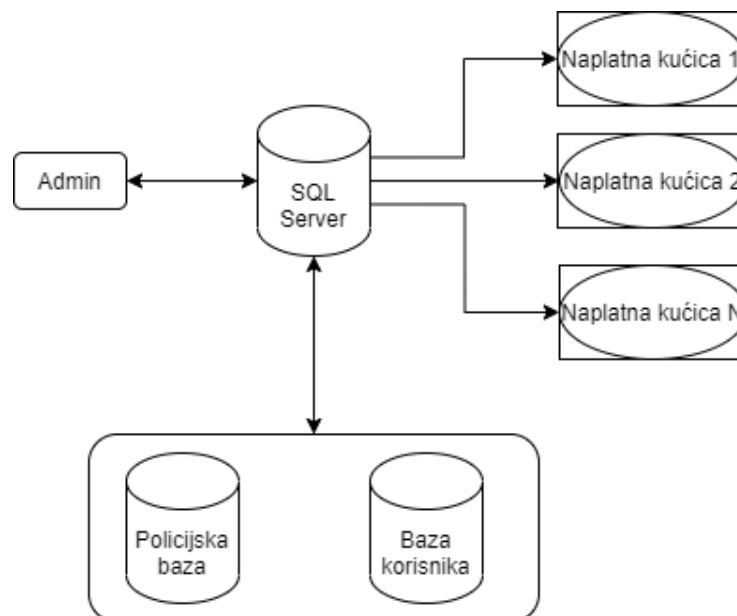 Naplatna kućica 1
Admin
SQL
Server
Naplatna kućica 2
Naplatna kućica N
Policijska
baza
Baza
korisnika